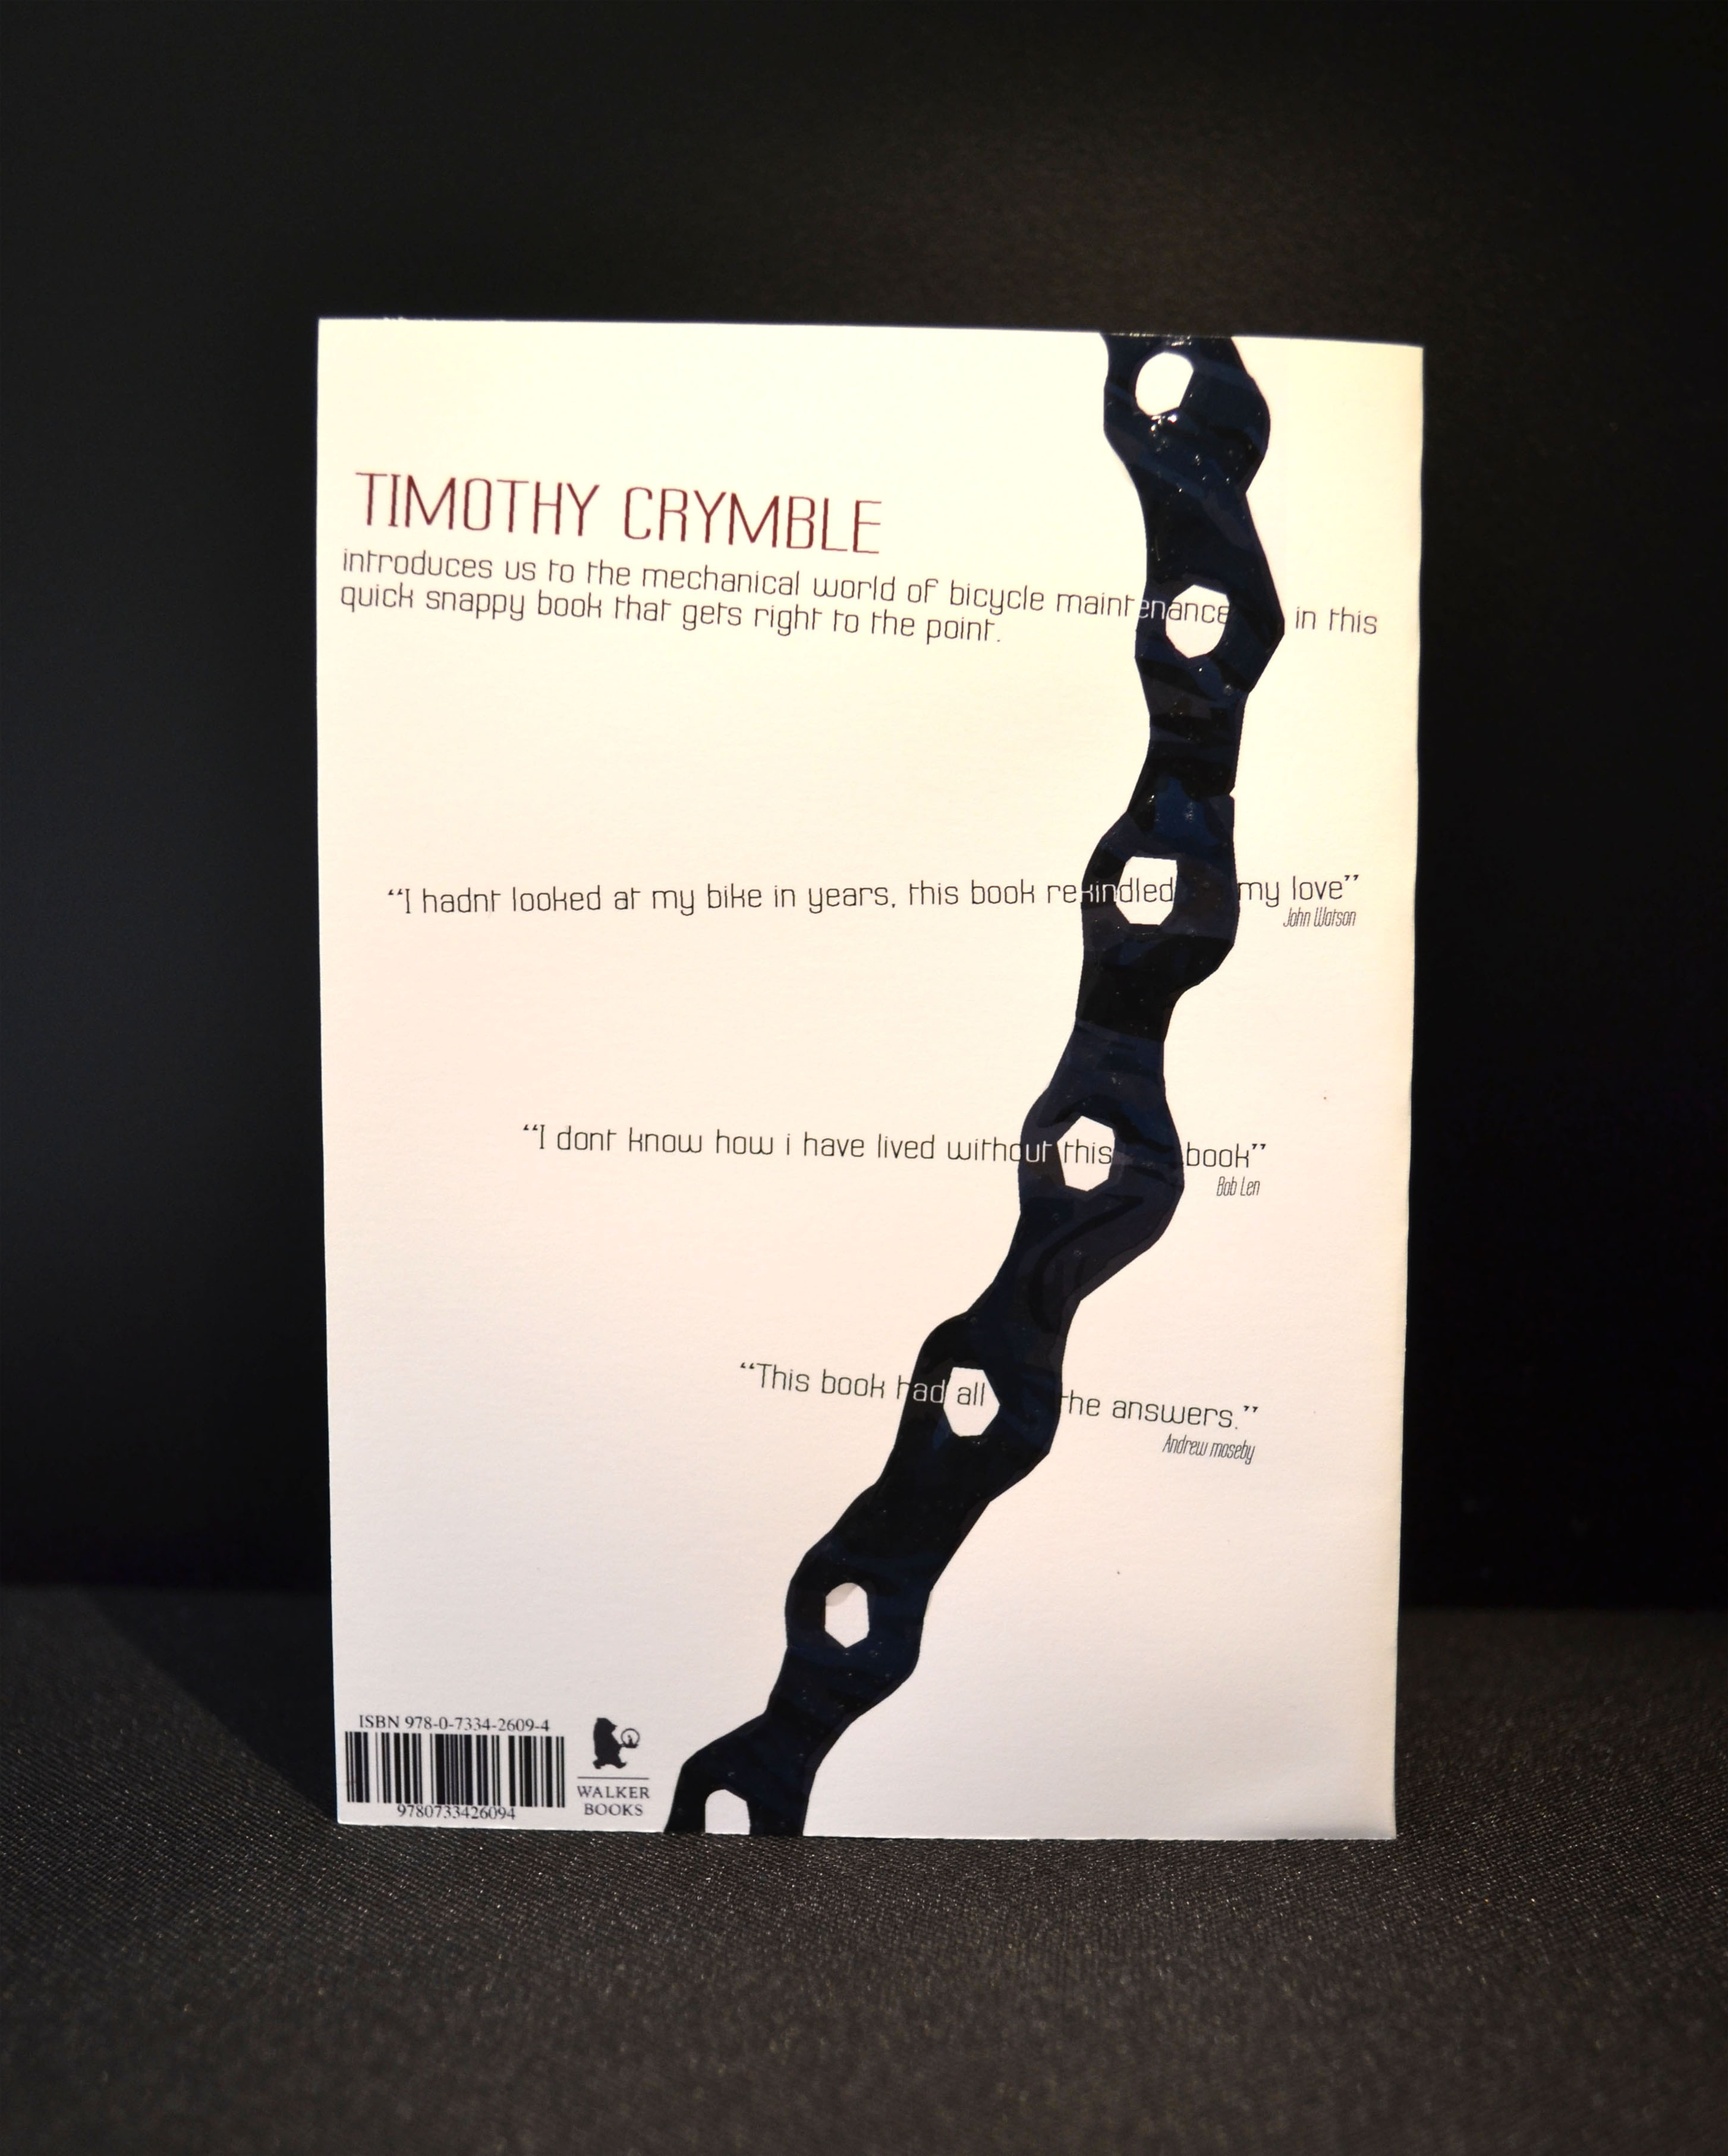 TIMOTHY CRYMBLE
introduces us to the mechanical world of bicycle maintenance in this
quick snappy book that gets right to the point.
“I hadnt looked at my bike in years, this book rekindled my love”
John Watson
“I dont know how i have lived without this book”
Bob Len
“This book had all the answers.”
Andrew moseby
ISBN 978-0-7334-2609-4
9780733426094
WALKER
BOOKS